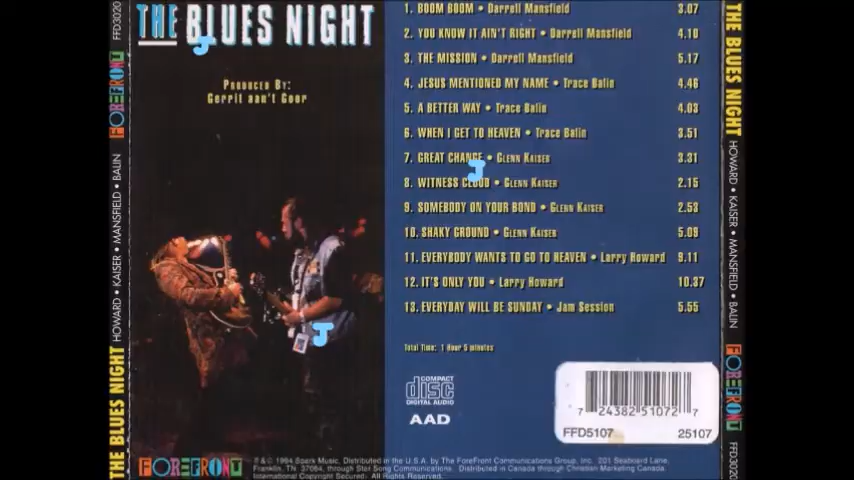 THE BLUES NIGHT
PRODUCED BY:
Gerrit aan't Goor
1. BOOM BOOM • Darrell Mansfield 3.07
2. YOU KNOW IT AIN'T RIGHT • Darrell Mansfield 4.10
3. THE MISSION • Darrell Mansfield 5.17
4. JESUS MENTIONED MY NAME • Trace Balin 4.46
5. A BETTER WAY • Trace Balin 4.03
6. WHEN I GET TO HEAVEN • Trace Balin 3.51
7. GREAT CHANGE • GLENN KAISER 3.31
8. WITNESS CLOUD • GLENN KAISER 2.15
9. SOMEBODY ON YOUR BOND • GLENN KAISER 2.53
10. SHAKY GROUND • GLENN KAISER 5.09
11. EVERYBODY WANTS TO GO TO HEAVEN • Larry Howard 9.11
12. IT'S ONLY YOU • Larry Howard 10.37
13. EVERYBAY WILL BE SUNDAY • Jam Session 5.55
Total Time: 1 Hour 5 minutes
COMPACT
disc
DIGITAL AUDIO
AAD
7 24382 51072 7
FFD5107 25107
FOREFRONT
℗ & © 1994 Spark Music. Distributed in the U.S.A. by The ForeFront Communications Group, Inc. 201 Seaboard Lane,
Franklin, TN 37064, through Star Song Communications. Distributed in Canada through Christian Marketing Canada.
International Copyright Secured. All Rights Reserved.
THE BLUES NIGHT HOWARD • KAISER • MANSFIELD • BALIN FOREFRONT FFD3020
THE BLUES NIGHT HOWARD • KAISER • MANSFIELD • BALIN FOREFRONT FFD3020
J
J
J